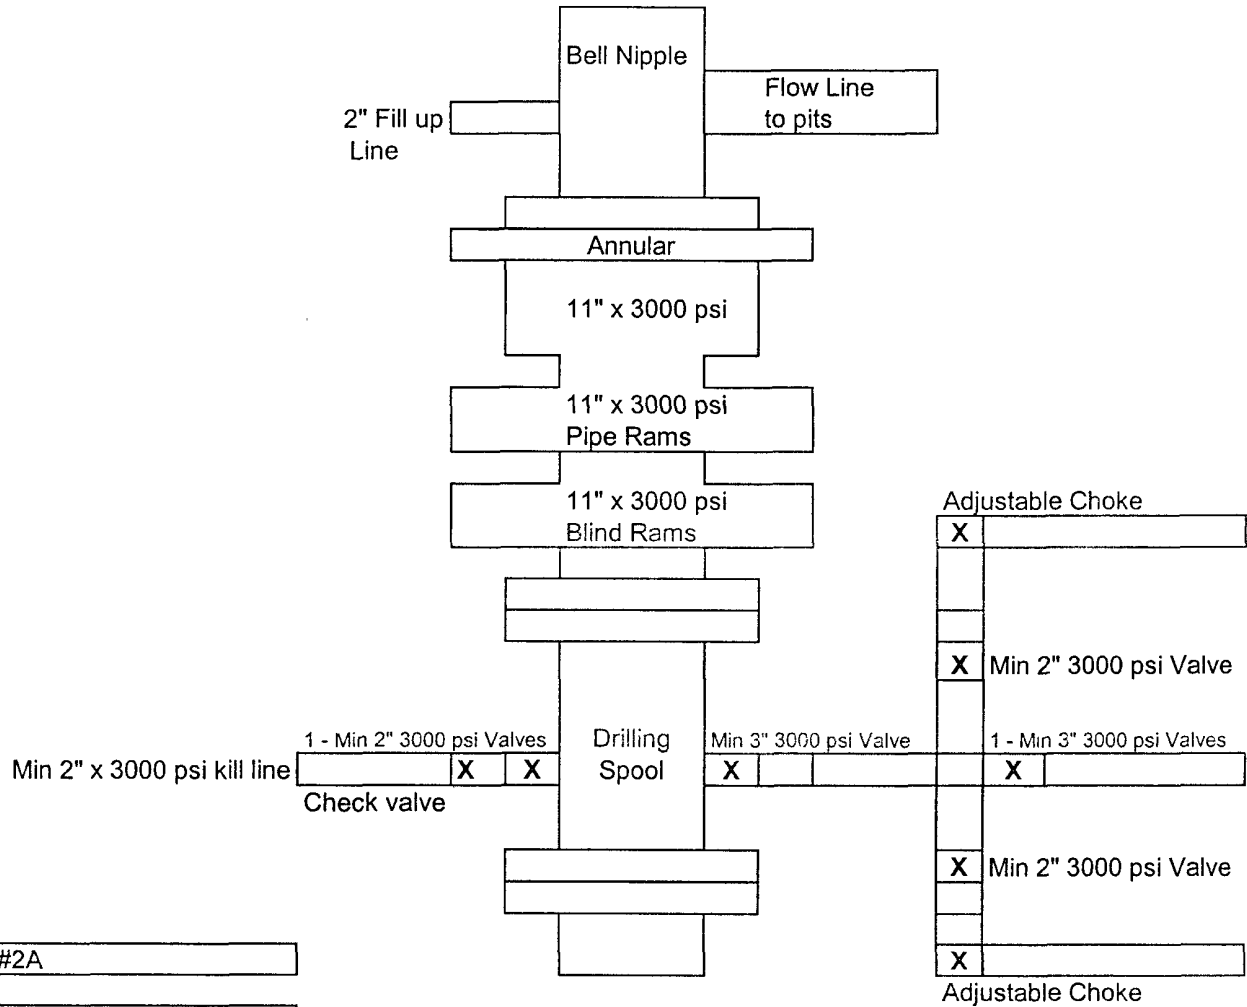 Bell Nipple
Flow Line
to pits
2" Fill up
Line
Annular
11" x 3000 psi
11" x 3000 psi
Pipe Rams
11" x 3000 psi
Blind Rams
Adjustable Choke
X
X Min 2" 3000 psi Valve
1 - Min 2" 3000 psi Valves
Drilling
Spool
Min 3" 3000 psi Valve
1 - Min 3" 3000 psi Valves
Min 2" x 3000 psi kill line
X X
X
X
Check valve
X Min 2" 3000 psi Valve
#2A
X
Adjustable Choke